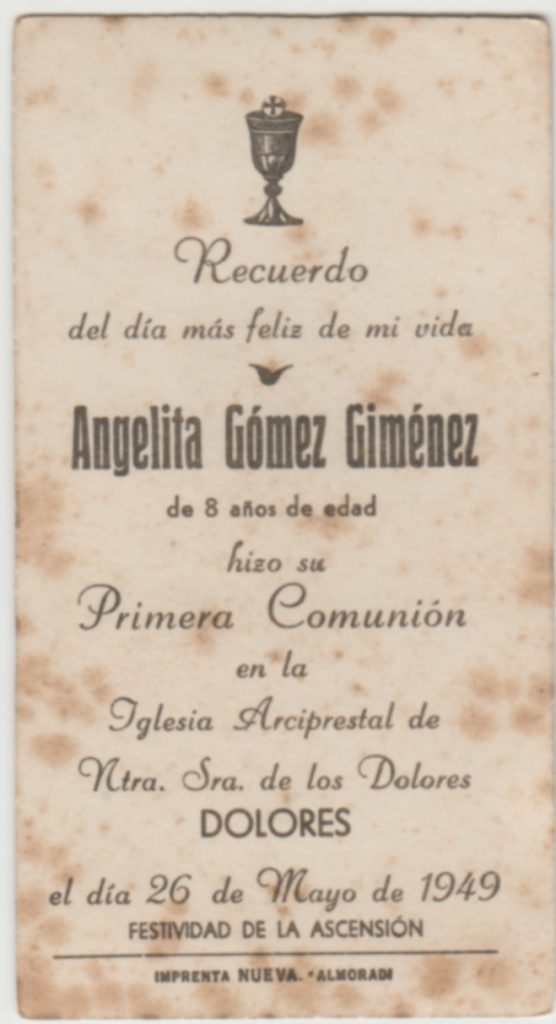 Recuerdo
del día más feliz de mi vida
Angelita Gómez Giménez
de 8 años de edad
hizo su
Primera Comunión
en la
Iglesia Arciprestal de
Ntra. Sra. de los Dolores
DOLORES
el día 26 de Mayo de 1949
FESTIVIDAD DE LA ASCENSIÓN
IMPRENTA NUEVA. - ALMORADI